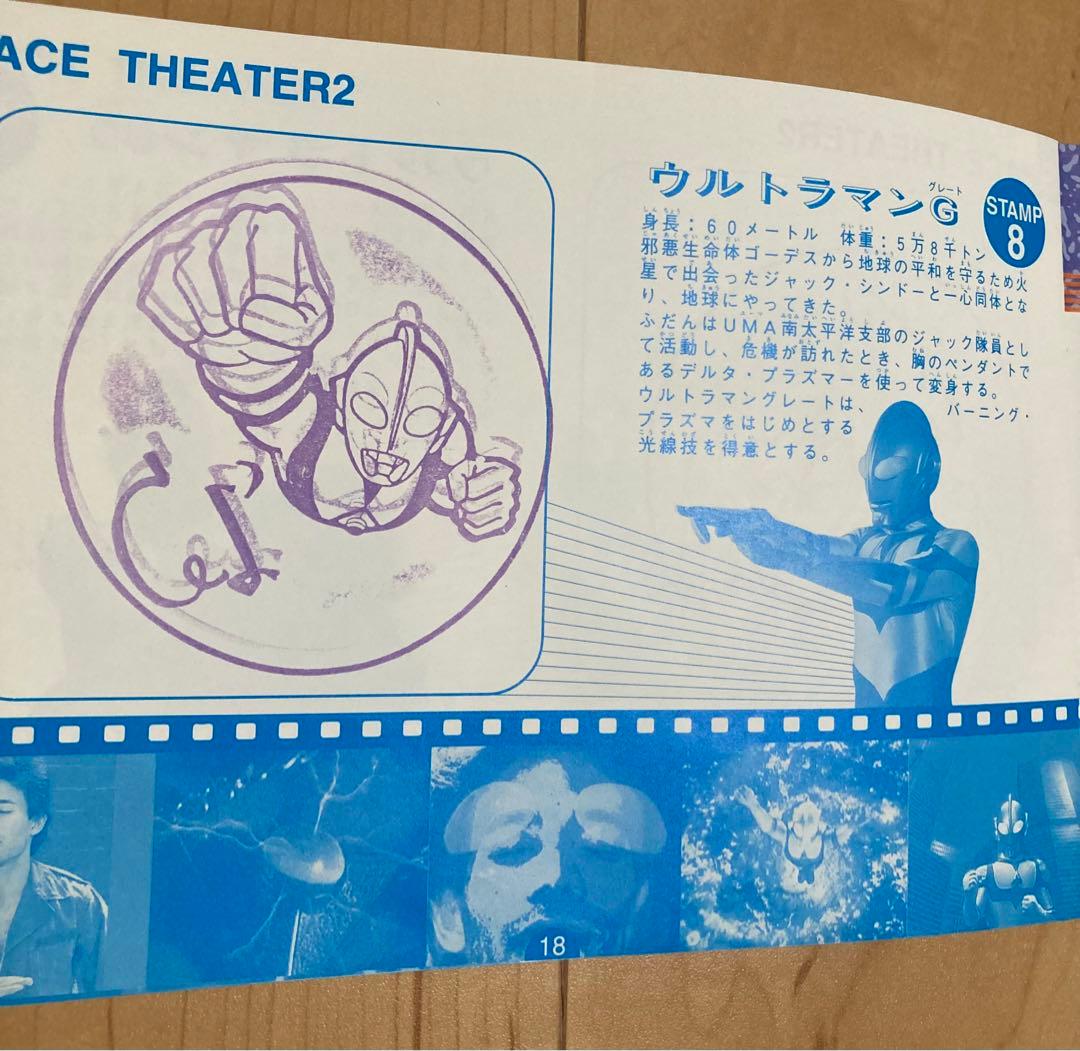 ACE THEATER2
ウルトラマンG
グレート
STAMP
8
身長：60メートル 体重：5万8千トン
邪悪生命体ゴーデスから地球の平和を守るため火
星で出会ったジャック・シンドーと一心同体とな
り、地球にやってきた。
ふだんはUMA南太平洋支部のジャック隊員とし
て活動し、危機が訪れたとき、胸のペンダントで
あるデルタ・プラズマーを使って変身する。
ウルトラマングレートは、 バーニング・
プラズマをはじめとする
光線技を得意とする。
18